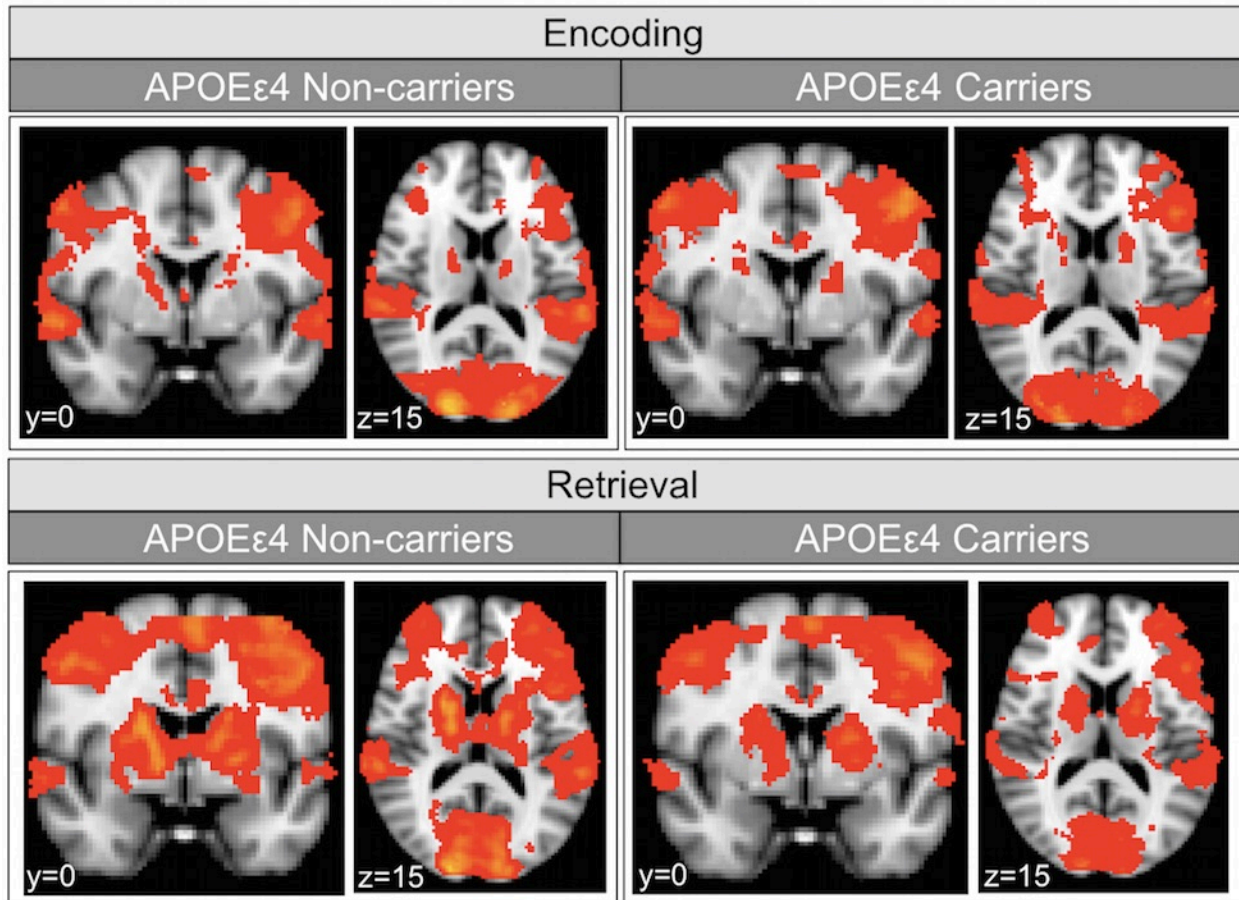 Encoding
APOEε4 Non-carriers
APOEε4 Carriers
y=0
z=15
y=0
z=15
Retrieval
APOEε4 Non-carriers
APOEε4 Carriers
y=0
z=15
y=0
z=15